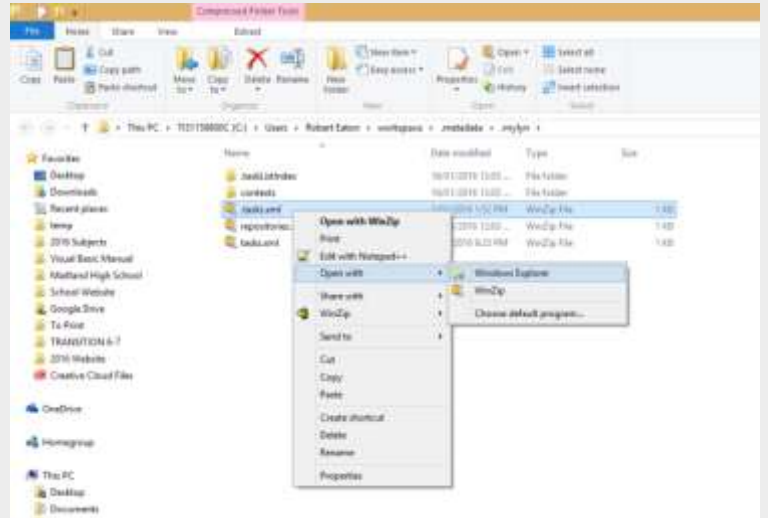 Compressed Folder Tools
File Home Share View Extract
Copy Paste
Cut
Copy path
Paste shortcut
Move to
Copy to
Delete Rename
New folder
New item
Easy access
Properties
Open
Edit
History
Select all
Select none
Invert selection
Clipboard Organise New Open Select
This PC Users Robert Eaton workspace .metadata .mylyn
Name Date modified Type Size
Favorites
Desktop
Downloads
Recent places
temp
2016 Subjects
Visual Basic Manual
Maitland High School
School Website
Google Drive
To Print
TRANSITION 6-7
2016 Website
Creative Cloud Files
OneDrive
Homegroup
This PC
Desktop
Documents
.taskListIndex File folder
contexts File folder
WinZip File 1 KB
repositories. WinZip File 1 KB
Open with WinZip
Print
Edit with Notepad++
Open with
Share with
WinZip
Send to
Cut
Copy
Paste
Create shortcut
Delete
Rename
Properties
Windows Explorer
WinZip
Choose default program...